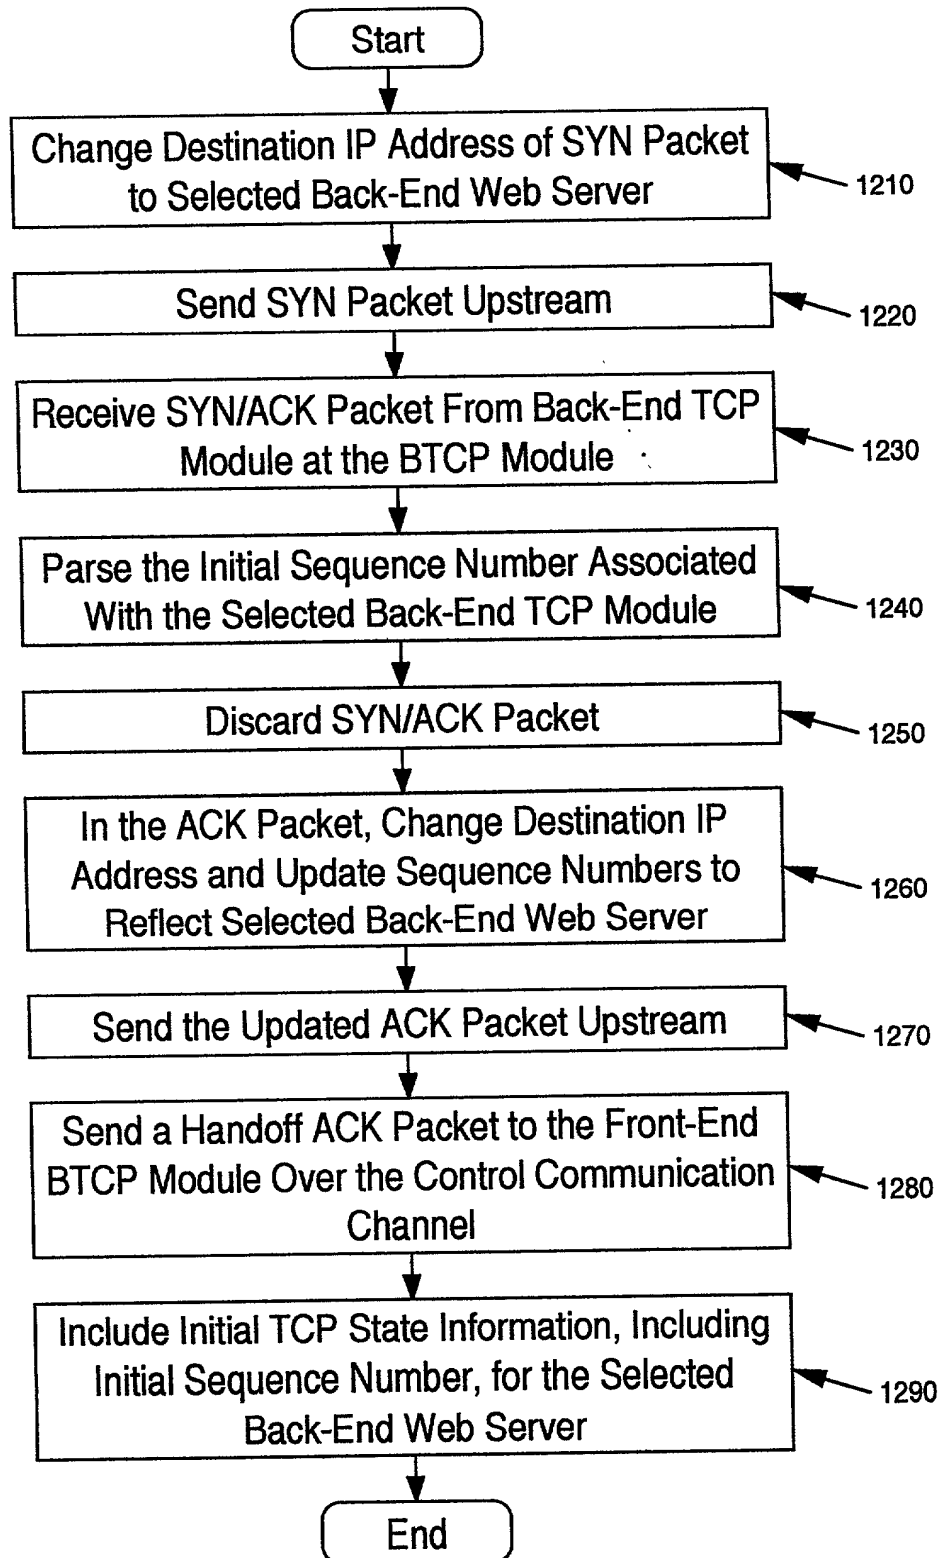 Start
Change Destination IP Address of SYN Packet
to Selected Back-End Web Server
1210
Send SYN Packet Upstream
1220
Receive SYN/ACK Packet From Back-End TCP
Module at the BTCP Module
1230
Parse the Initial Sequence Number Associated
With the Selected Back-End TCP Module
1240
Discard SYN/ACK Packet
1250
In the ACK Packet, Change Destination IP
Address and Update Sequence Numbers to
Reflect Selected Back-End Web Server
1260
Send the Updated ACK Packet Upstream
1270
Send a Handoff ACK Packet to the Front-End
BTCP Module Over the Control Communication
Channel
1280
Include Initial TCP State Information, Including
Initial Sequence Number, for the Selected
Back-End Web Server
1290
End